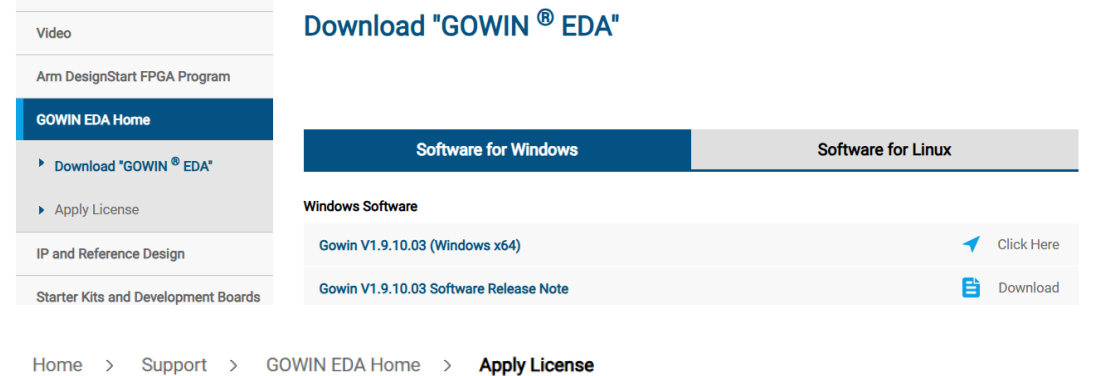 Video
Arm DesignStart FPGA Program
GOWIN EDA Home
Download "GOWIN ® EDA"
Apply License
IP and Reference Design
Starter Kits and Development Boards
Download "GOWIN ® EDA"
Software for Windows
Software for Linux
Windows Software
Gowin V1.9.10.03 (Windows x64)
Click Here
Gowin V1.9.10.03 Software Release Note
Download
Home > Support > GOWIN EDA Home > Apply License